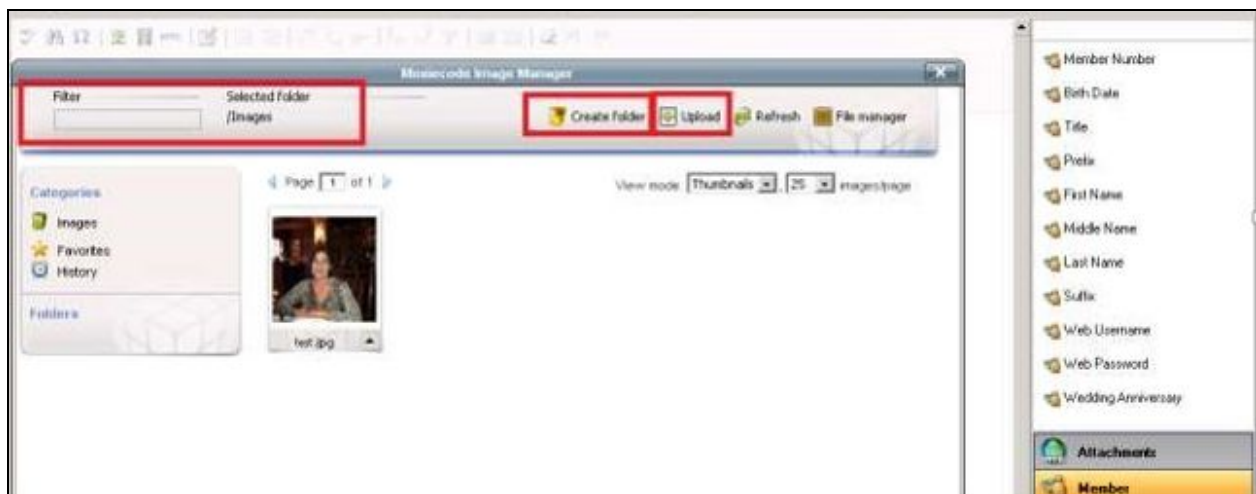 Moxiecode Image Manager
Filter
Selected folder
/Images
Create folder
Upload
Refresh
File manager
Categories
Images
Favorites
History
Folders
Page 1 of 1
View mode: Thumbnails , 25 images/page
test.jpg
Member Number
Birth Date
Title
Prefix
First Name
Middle Name
Last Name
Suffix
Web Username
Web Password
Wedding Anniversary
Attachments
Member